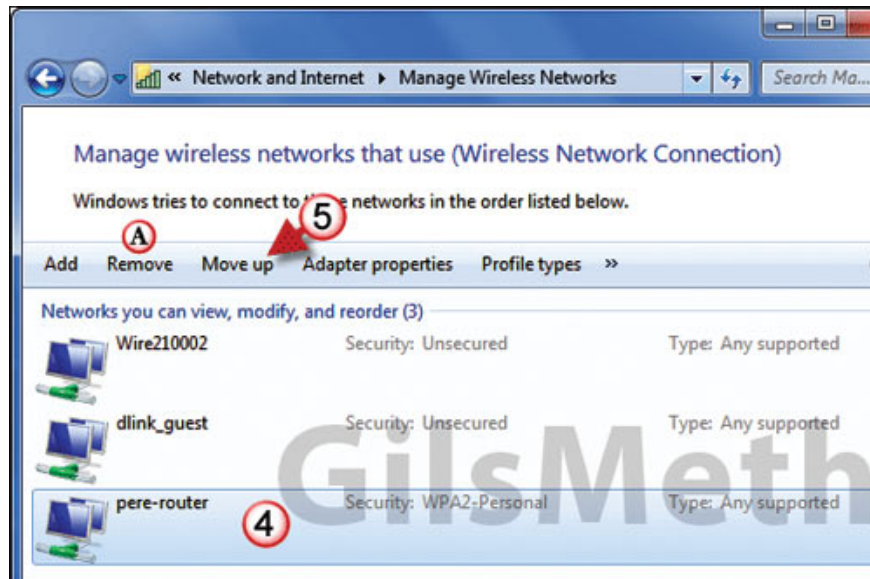 « Network and Internet ▸ Manage Wireless Networks Search Ma...
Manage wireless networks that use (Wireless Network Connection)
Windows tries to connect to networks in the order listed below.
5
A
Add Remove Move up Adapter properties Profile types »
Networks you can view, modify, and reorder (3)
Wire210002 Security: Unsecured Type: Any supported
dlink_guest Security: Unsecured Type: Any supported
GilsMeth
pere-router Security: WPA2-Personal Type: Any supported
4